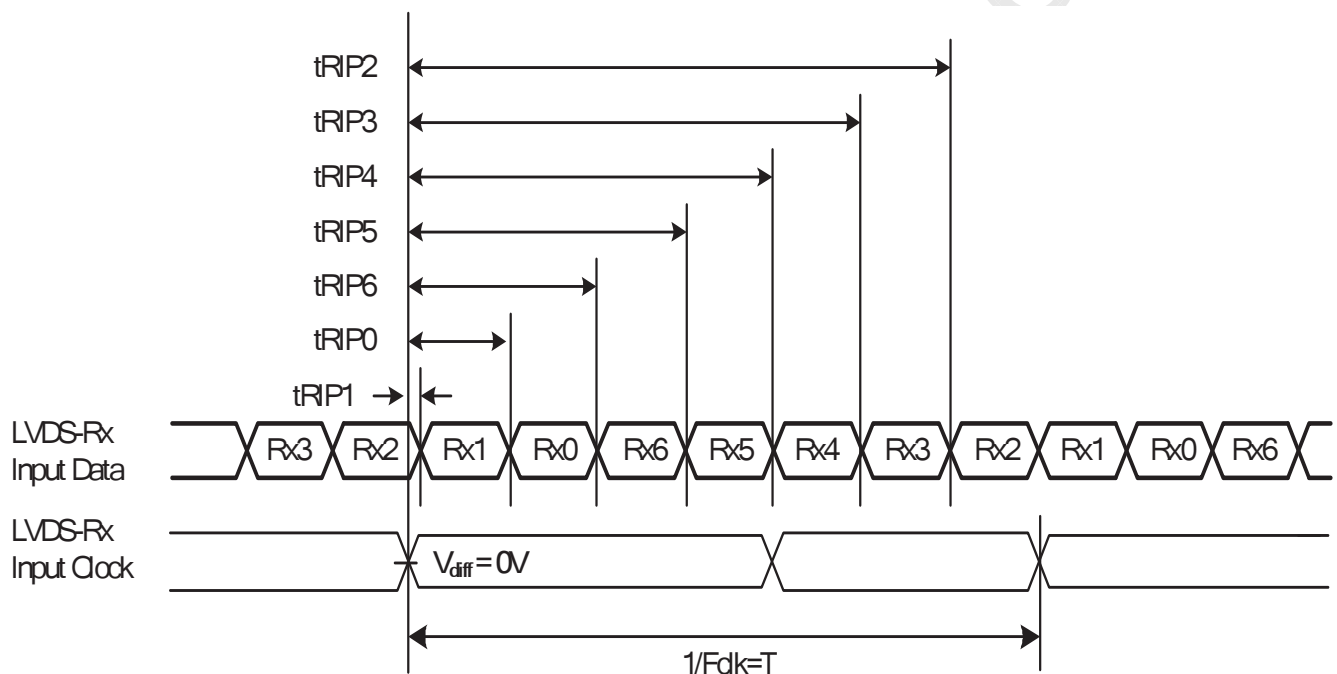 tRIP2
tRIP3
tRIP4
tRIP5
tRIP6
tRIP0
tRIP1
LVDS-Rx
Input Data
Rx3 Rx2 Rx1 Rx0 Rx6 Rx5 Rx4 Rx3 Rx2 Rx1 Rx0 Rx6
LVDS-Rx
Input Clock
Vdiff = 0V
1/Fclk=T